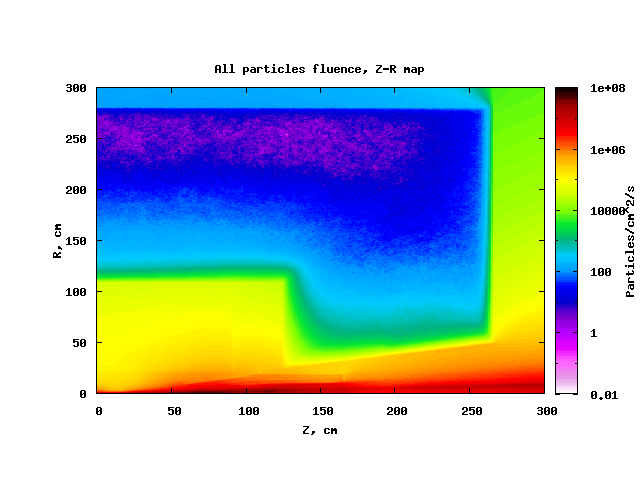 All particles fluence, Z-R map
300
250
200
150
100
50
0
R, cm
0 50 100 150 200 250 300
Z, cm
1e+08
1e+06
10000
100
1
0.01
Particles/cm^2/s